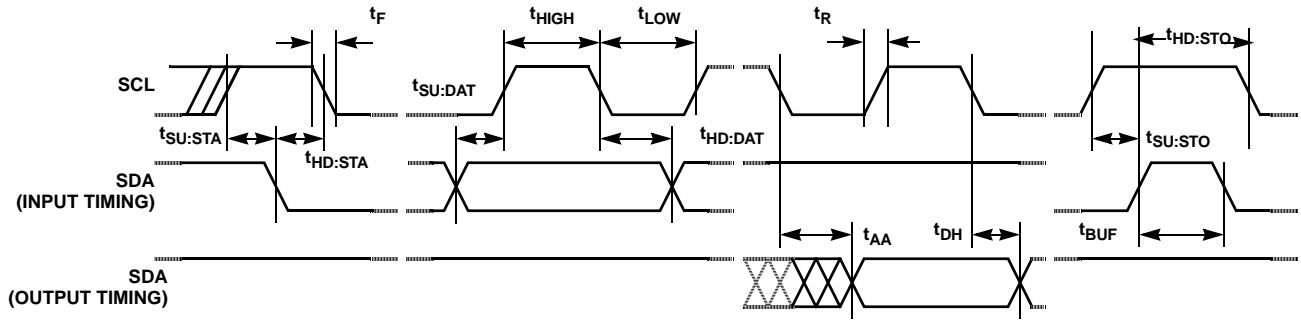 tF
tHIGH
tLOW
tR
tHD:STO
SCL
tSU:DAT
tSU:STA
tHD:STA
tHD:DAT
tSU:STO
SDA
(INPUT TIMING)
tAA
tDH
tBUF
SDA
(OUTPUT TIMING)